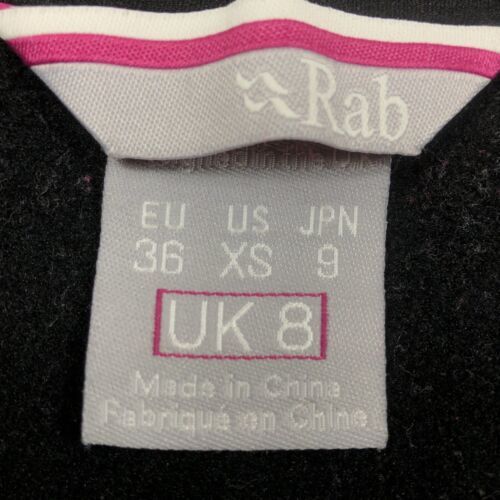 Rab
EU US JPN
36 XS 9
UK 8
Made in China
Fabriqué en Chine